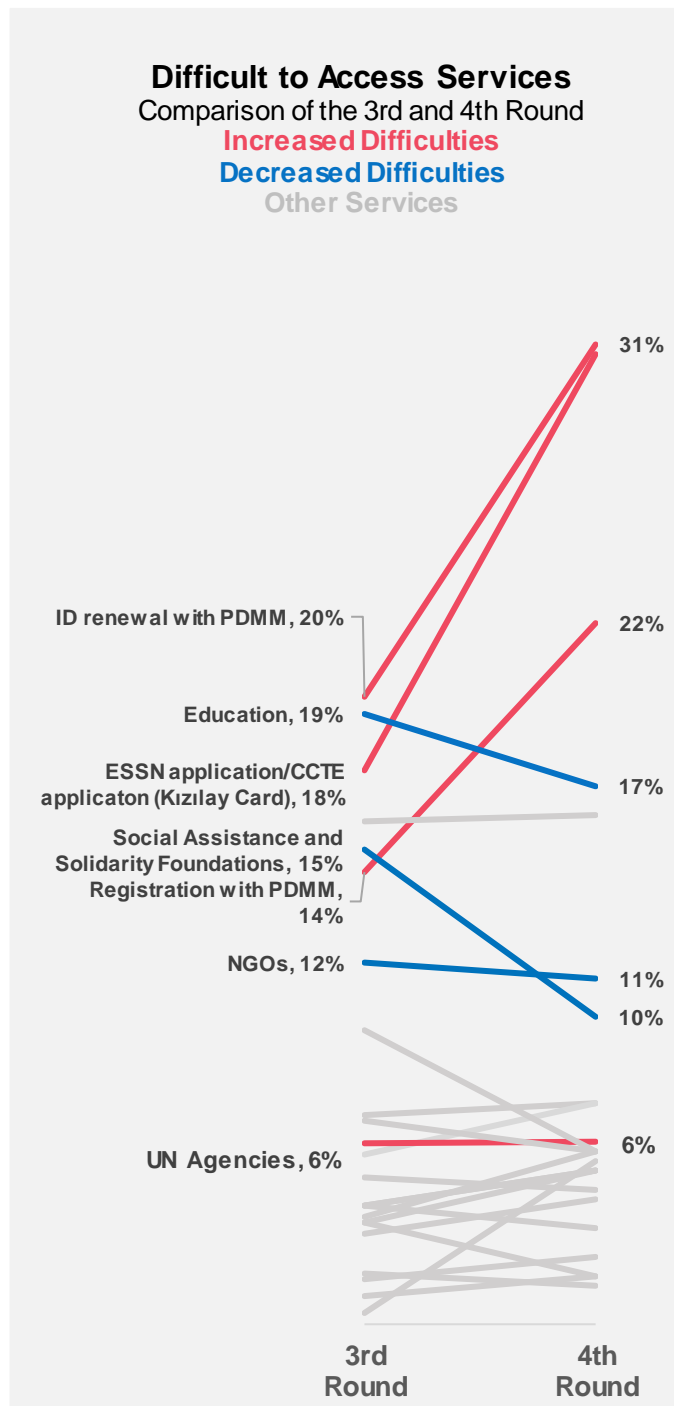 Difficult to Access Services
Comparison of the 3rd and 4th Round
Increased Difficulties
Decreased Difficulties
Other Services
31%
ID renewal with PDMM, 20%
22%
Education, 19%
ESSN application/CCTE
applicaton (Kızılay Card), 18%
17%
Social Assistance and
Solidarity Foundations, 15%
Registration with PDMM,
14%
NGOs, 12%
11%
10%
UN Agencies, 6%
6%
3rd
Round
4th
Round